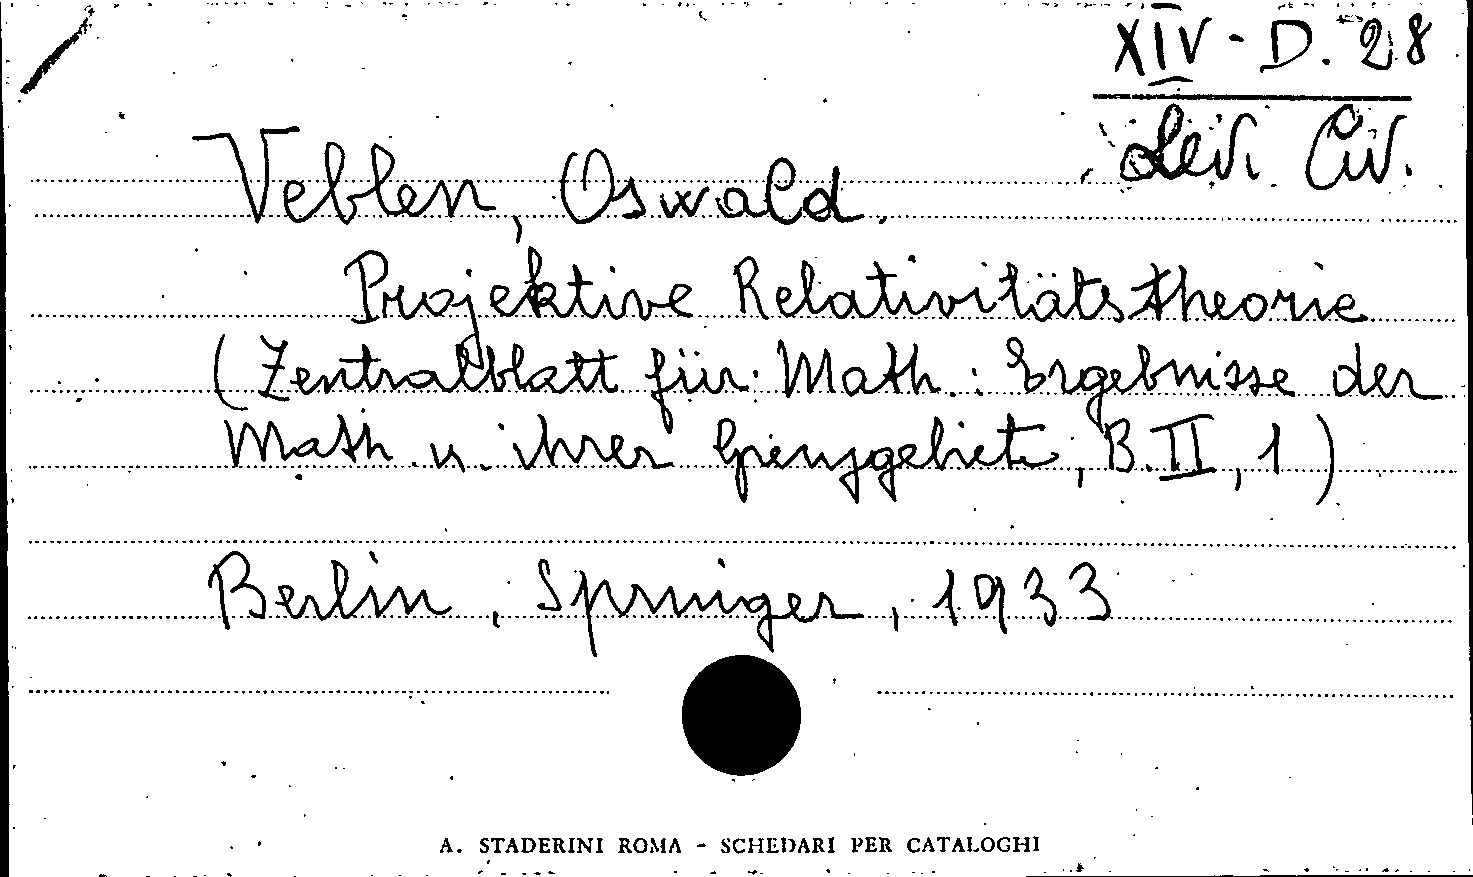 XIV - D. 28
Lev. Civ.
Veblen, Oswald.
Projektive Relativitätstheorie
(Zentralblatt für Math: Ergebnisse der
Math. u. ihrer Grenzgebiete, B. II, 1)
Berlin, Springer, 1933
A. STADERINI ROMA - SCHEDARI PER CATALOGHI